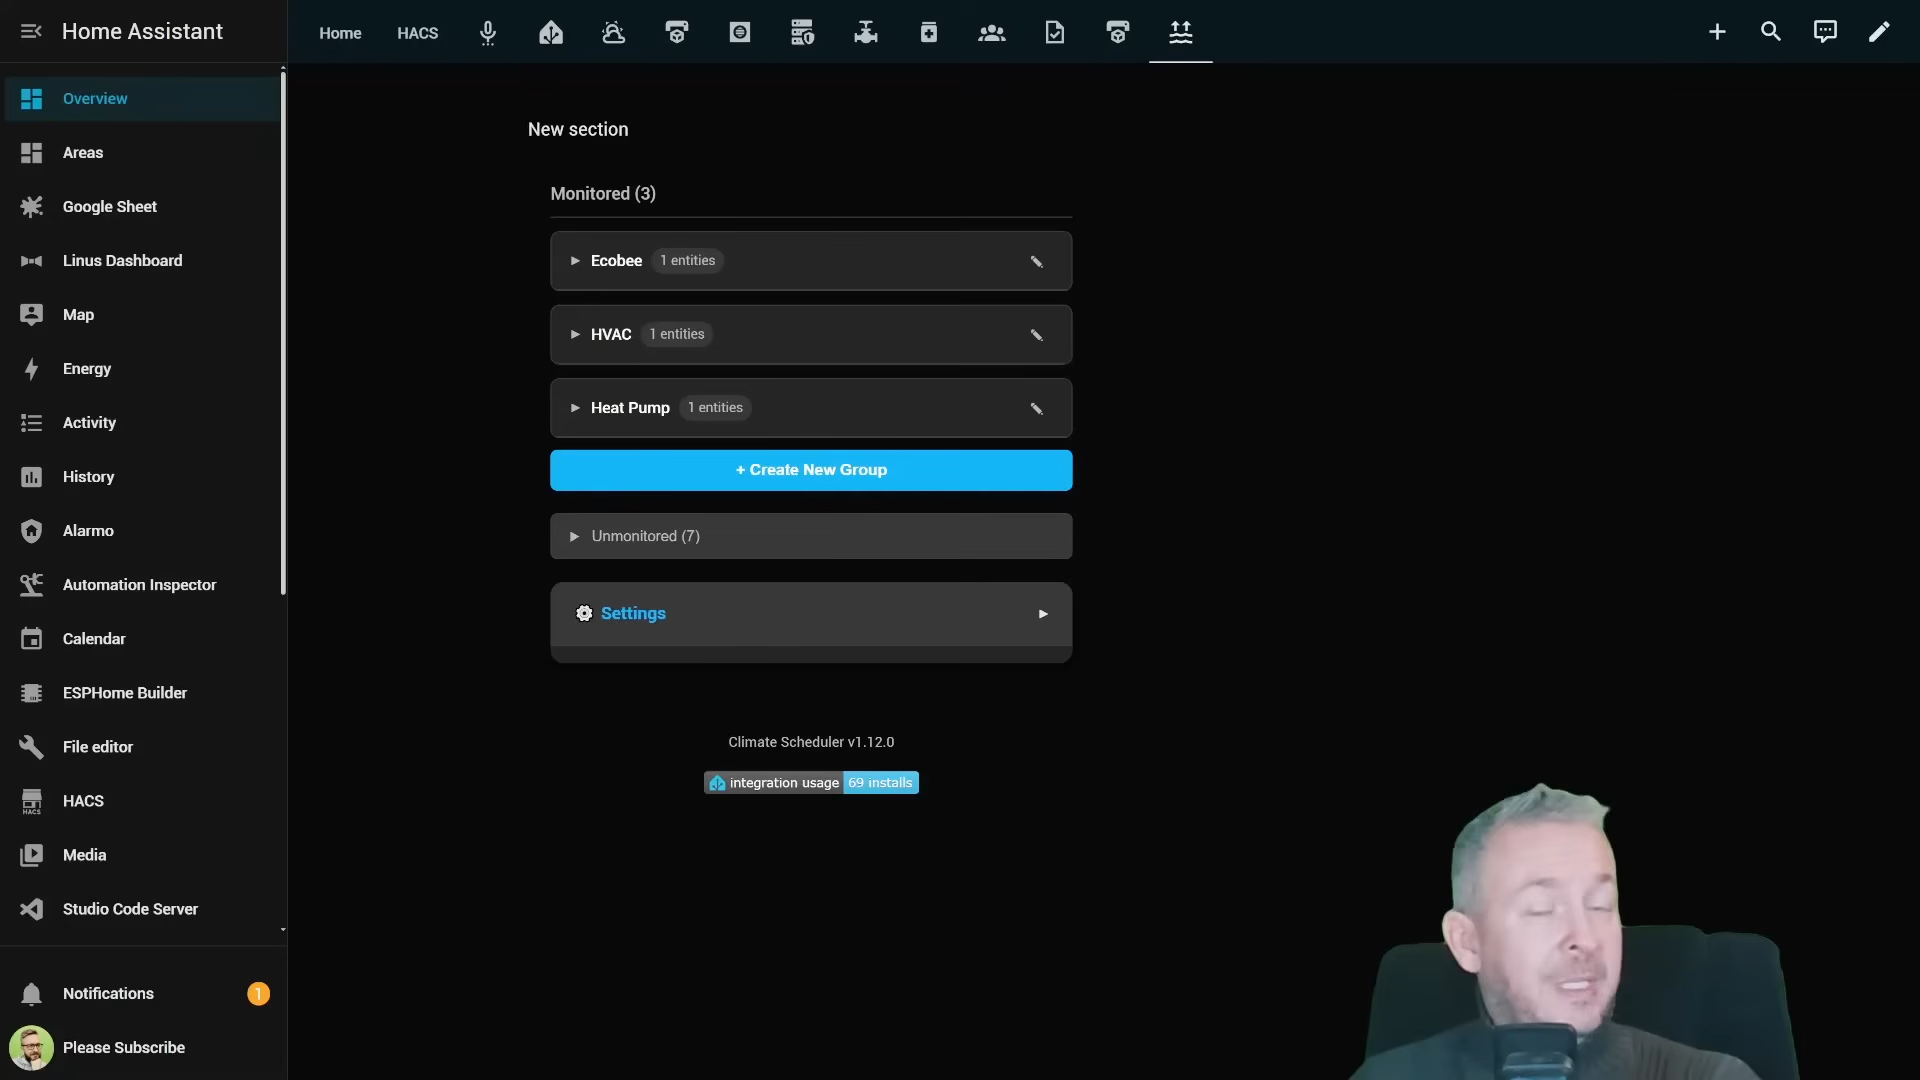 Home Assistant
Home
HACS
Overview
Areas
Google Sheet
Linus Dashboard
Map
Energy
Activity
History
Alarmo
Automation Inspector
Calendar
ESPHome Builder
File editor
HACS
HACS
Media
Studio Code Server
Notifications
1
Please Subscribe
New section
Monitored (3)
Ecobee 1 entities
HVAC 1 entities
Heat Pump 1 entities
+ Create New Group
Unmonitored (7)
Settings
Climate Scheduler v1.12.0
integration usage 69 installs